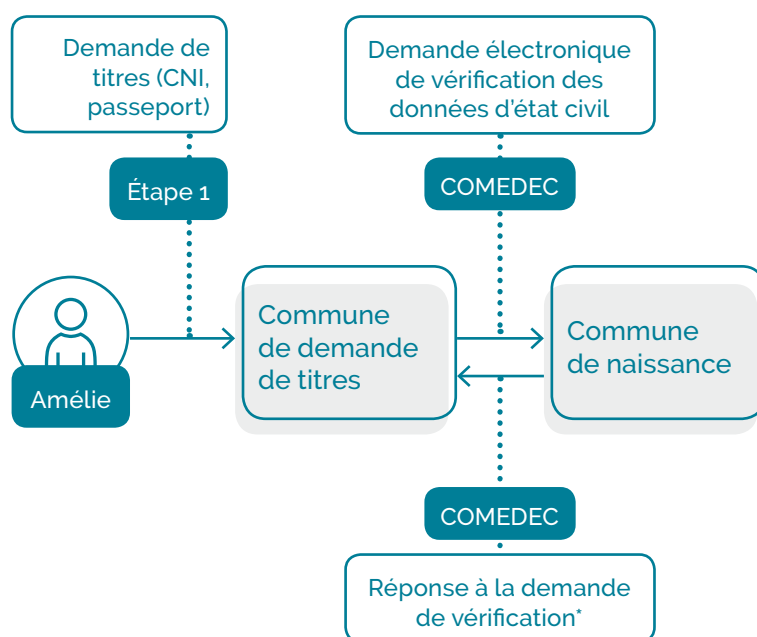 Demande de
titres (CNI,
passeport)
Demande électronique
de vérification des
données d'état civil
Étape 1
COMEDEC
Amélie
Commune
de demande
de titres
Commune
de naissance
COMEDEC
Réponse à la demande
de vérification*